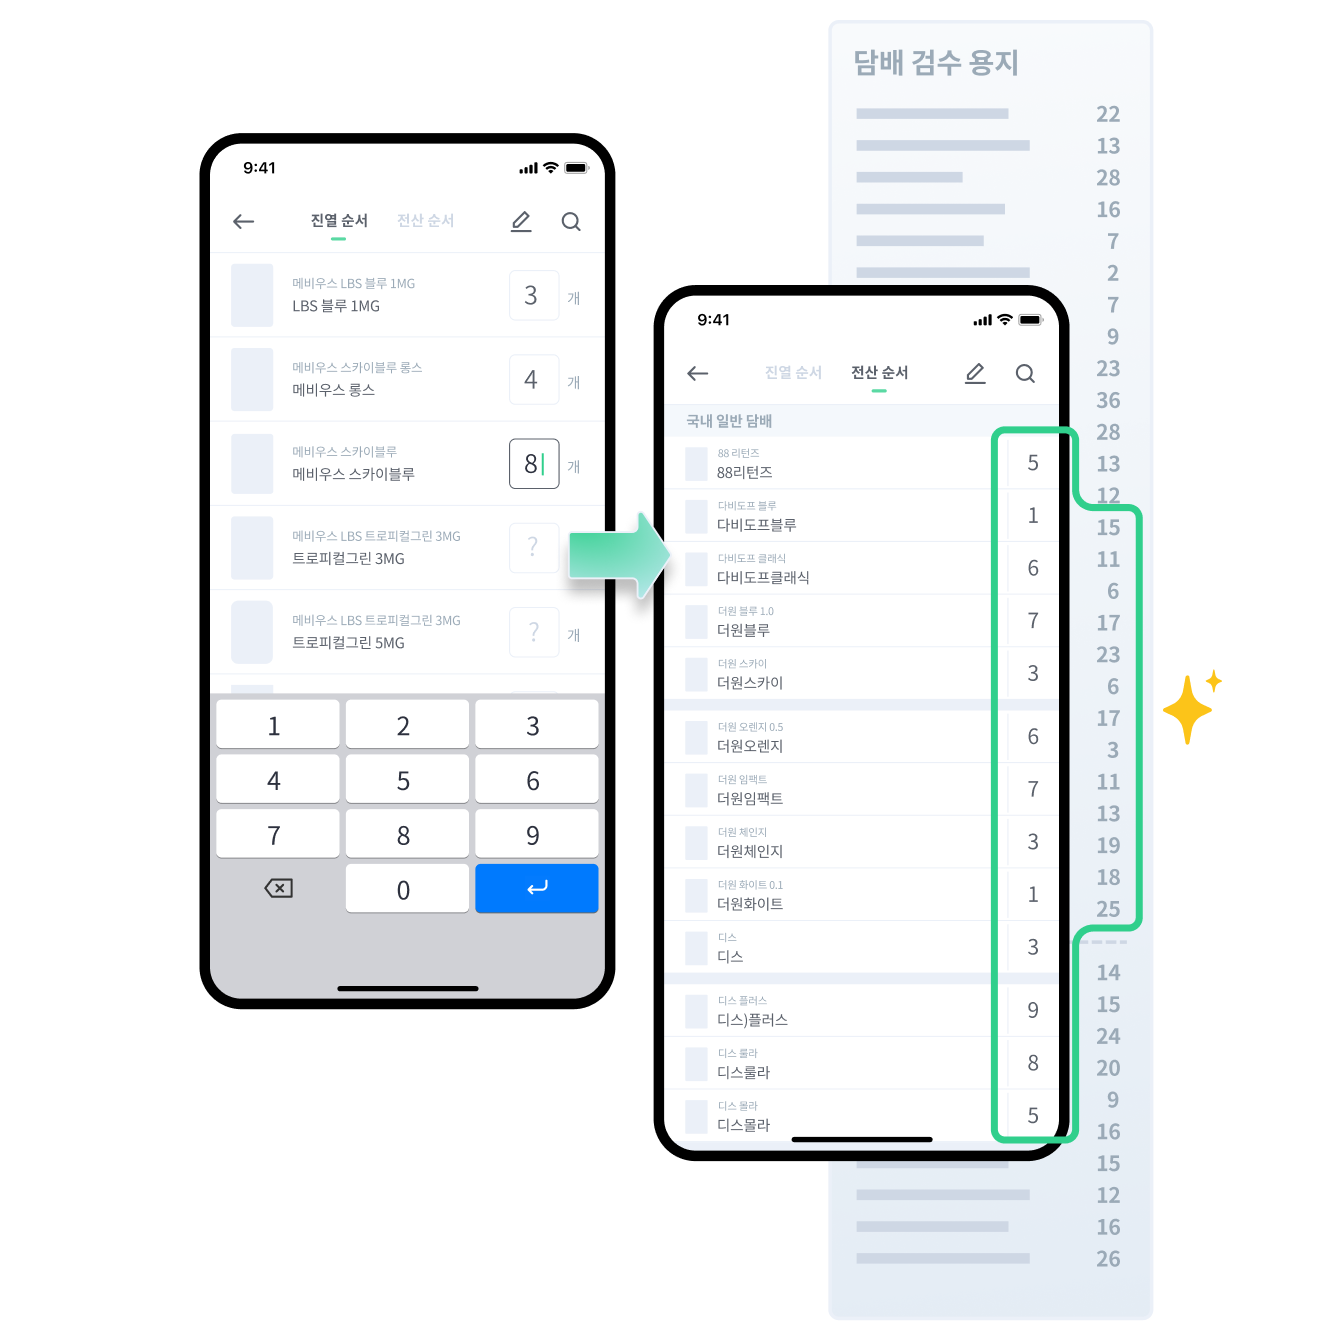 담배 검수 용지
22
13
28
16
7
2
7
9
23
36
28
13
12
15
11
6
17
23
6
17
3
11
13
19
18
25
14
15
24
20
9
16
15
12
16
26
9:41
진열 순서 전산 순서
메비우스 LBS 블루 1MG
LBS 블루 1MG
3 개
메비우스 스카이블루 롱스
메비우스 롱스
4 개
메비우스 스카이블루
메비우스 스카이블루
8 개
메비우스 LBS 트로피컬그린 3MG
트로피컬그린 3MG
?
메비우스 LBS 트로피컬그린 3MG
트로피컬그린 5MG
? 개
1 2 3
4 5 6
7 8 9
0
9:41
진열 순서 전산 순서
국내 일반 담배
88 리턴즈
88리턴즈
5
다비도프 블루
다비도프블루
1
다비도프 클래식
다비도프클래식
6
더원 블루 1.0
더원블루
7
더원 스카이
더원스카이
3
더원 오렌지 0.5
더원오렌지
6
더원 임팩트
더원임팩트
7
더원 체인지
더원체인지
3
더원 화이트 0.1
더원화이트
1
디스
디스
3
디스 플러스
디스)플러스
9
디스 룰라
디스룰라
8
디스 몰라
디스몰라
5